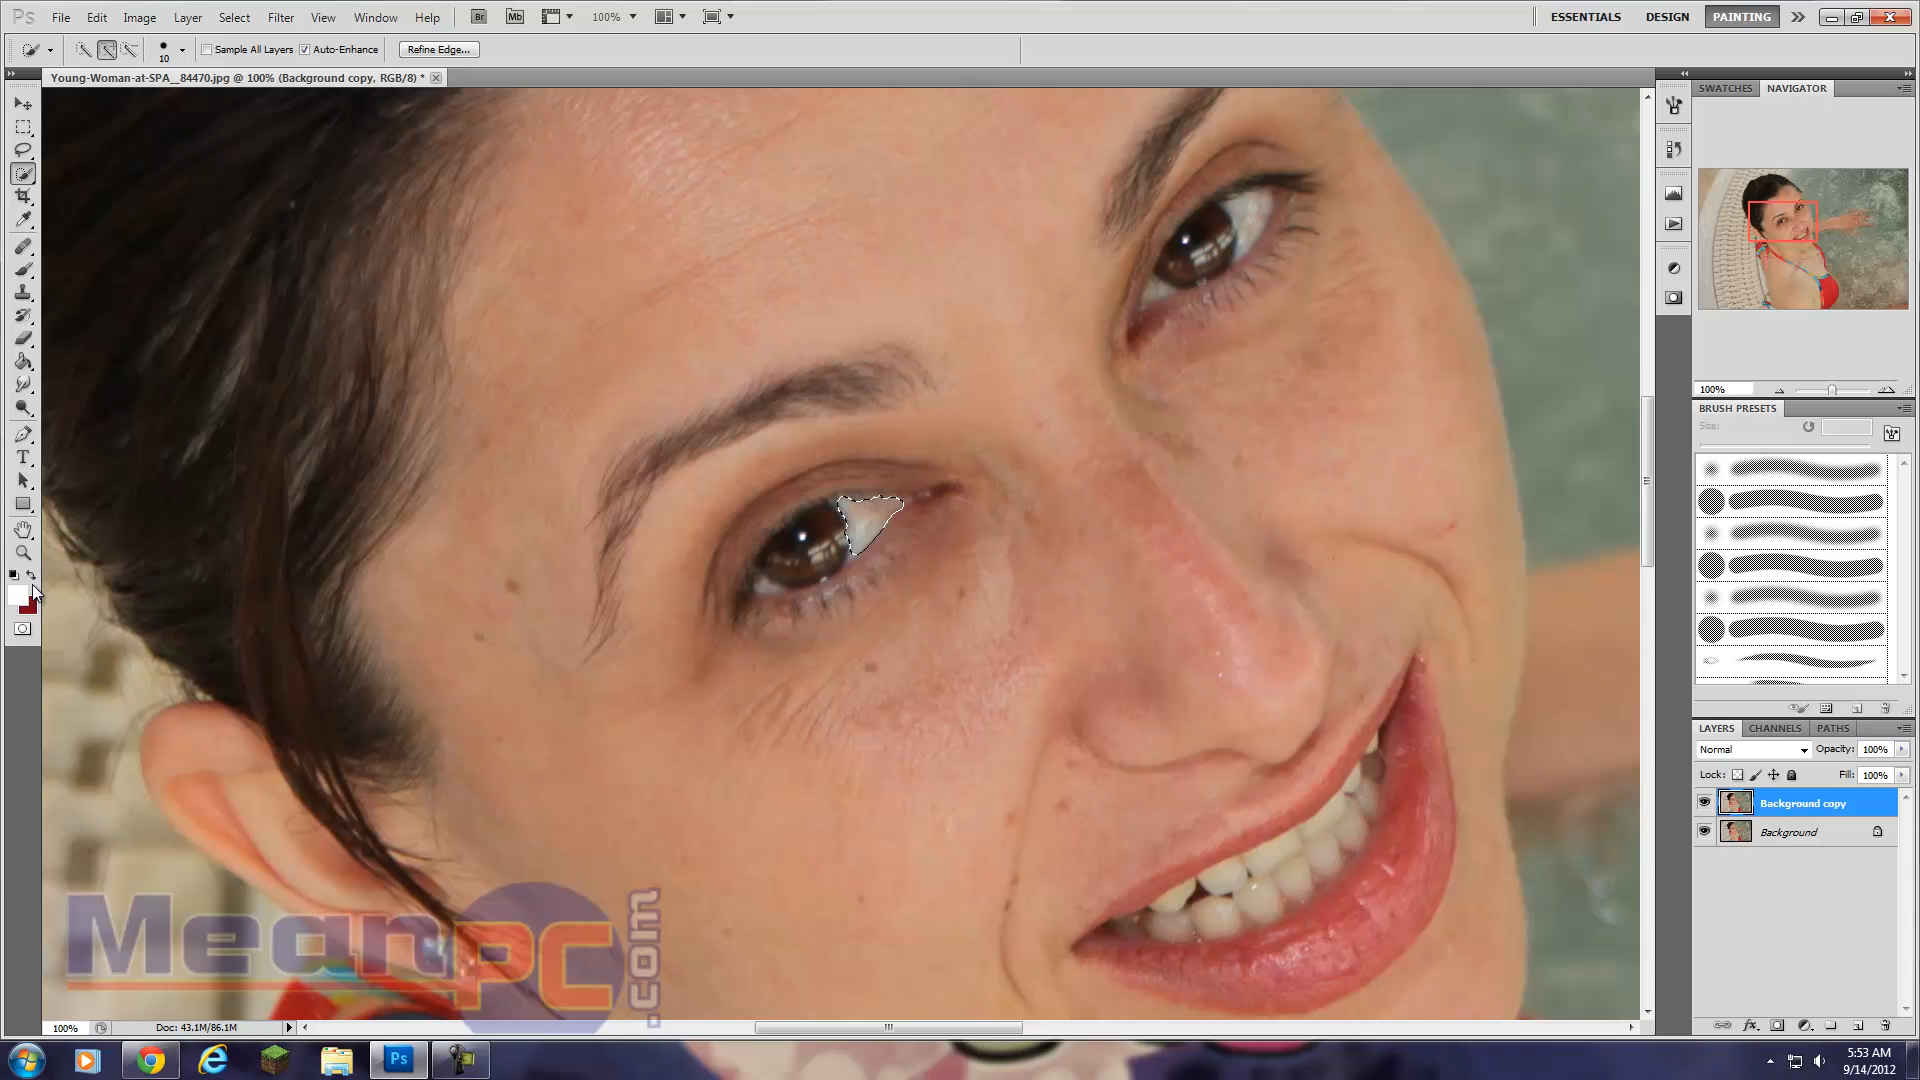 Ps File Edit Image Layer Select Filter View Window Help Br Mb 100% ESSENTIALS DESIGN PAINTING
10 Sample All Layers Auto-Enhance Refine Edge...
Young-Woman-at-SPA__84470.jpg @ 100% (Background copy, RGB/8) *
SWATCHES NAVIGATOR
100%
BRUSH PRESETS
Size:
LAYERS CHANNELS PATHS
Normal Opacity: 100%
Lock: Fill: 100%
Background copy
Background
MeanPC.com
100% Doc: 43.1M/86.1M
Ps
5:53 AM
9/14/2012